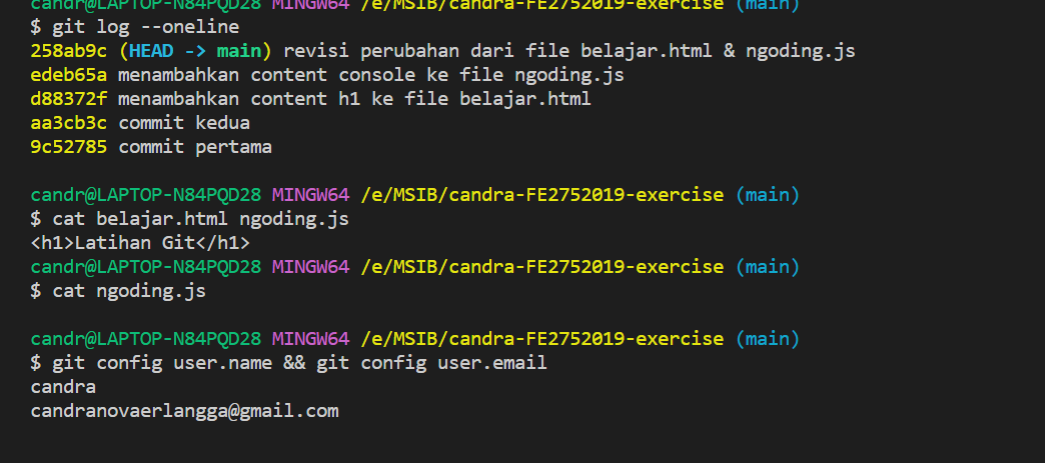 candr@LAPTOP-N84PQD28 MINGW64 /e/MSIB/candra-FE2752019-exercise (main)
$ git log --oneline
258ab9c (HEAD -> main) revisi perubahan dari file belajar.html & ngoding.js
edeb65a menambahkan content console ke file ngoding.js
d88372f menambahkan content h1 ke file belajar.html
aa3cb3c commit kedua
9c52785 commit pertama
candr@LAPTOP-N84PQD28 MINGW64 /e/MSIB/candra-FE2752019-exercise (main)
$ cat belajar.html ngoding.js
<h1>Latihan Git</h1>
candr@LAPTOP-N84PQD28 MINGW64 /e/MSIB/candra-FE2752019-exercise (main)
$ cat ngoding.js
candr@LAPTOP-N84PQD28 MINGW64 /e/MSIB/candra-FE2752019-exercise (main)
$ git config user.name && git config user.email
candra
candranovaerlangga@gmail.com